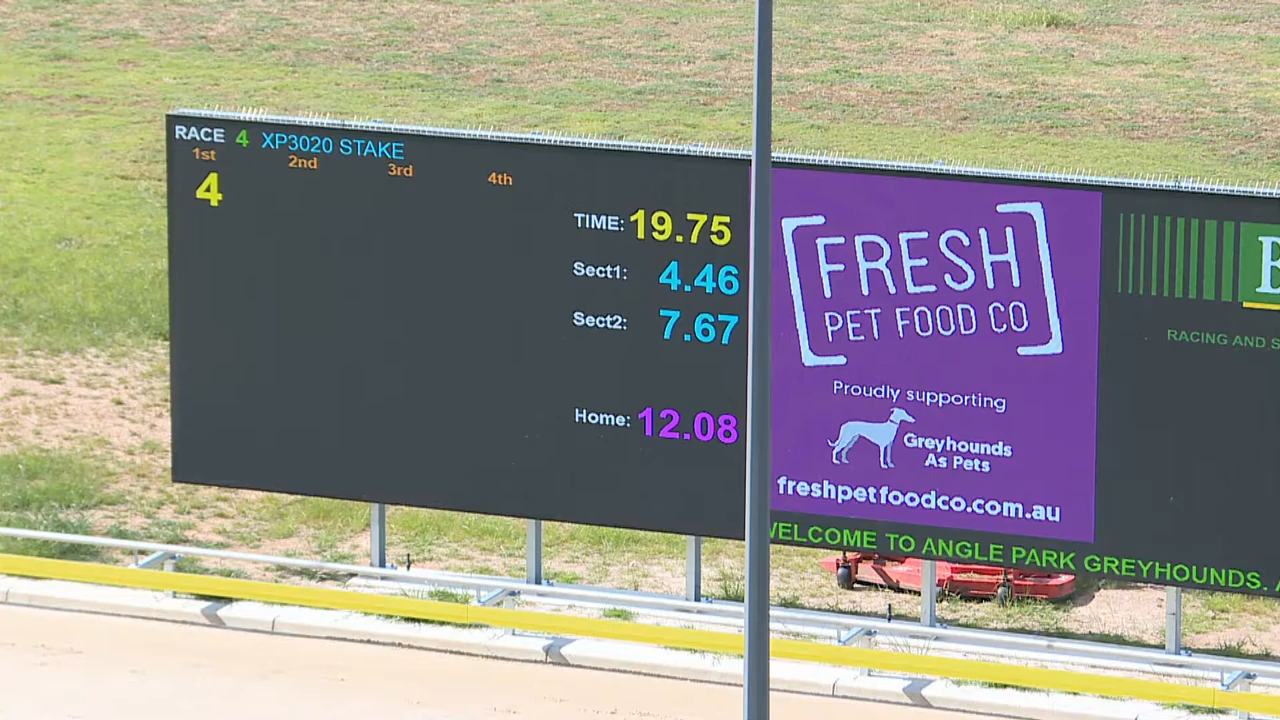 RACE 4 XP3020 STAKE
1st 2nd 3rd 4th
4
TIME: 19.75
Sect1: 4.46
Sect2: 7.67
Home: 12.08
FRESH
PET FOOD CO
Proudly supporting
Greyhounds
As Pets
freshpetfoodco.com.au
B
RACING AND S
WELCOME TO ANGLE PARK GREYHOUNDS.